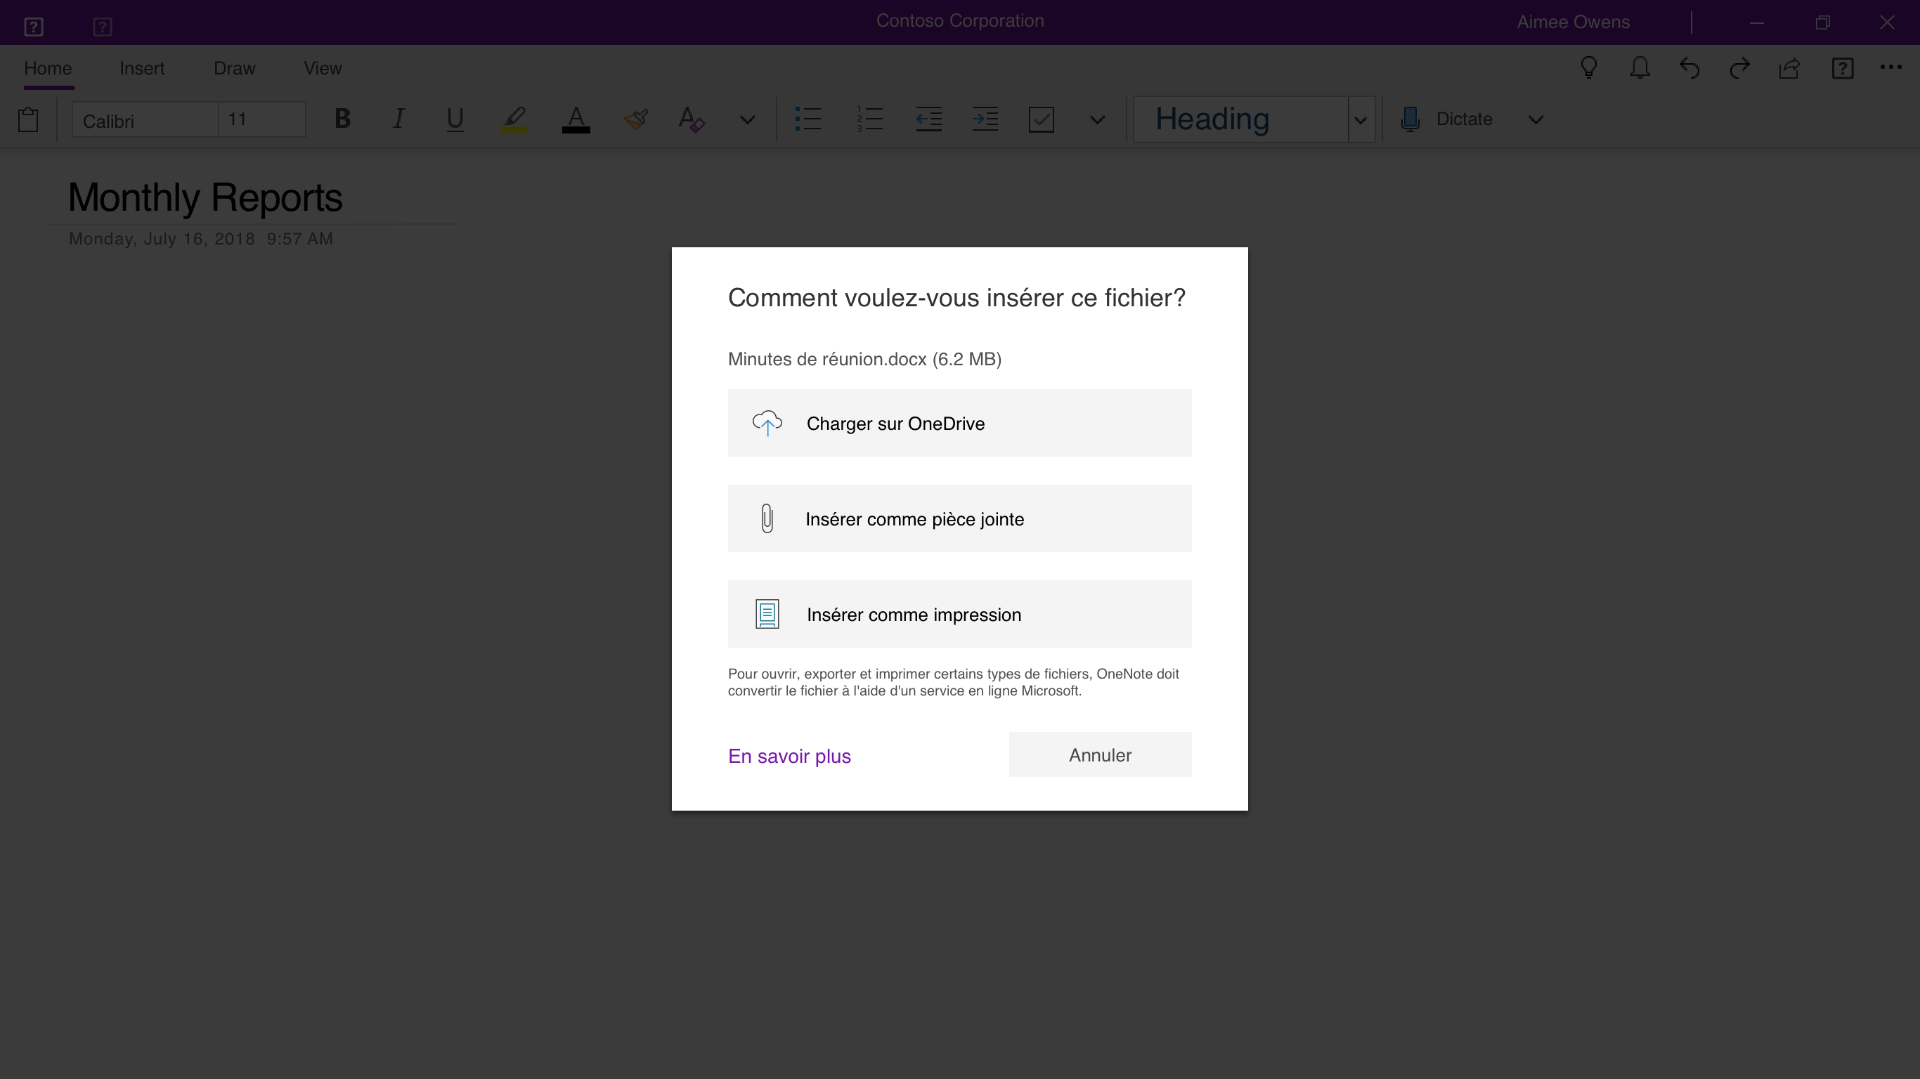 Contoso Corporation
Aimee Owens
Home
Insert
Draw
View
Calibri
11
B
I
U
A
A
1
2
3
Heading
Dictate
Monthly Reports
Monday, July 16, 2018 9:57 AM
Comment voulez-vous insérer ce fichier?
Minutes de réunion.docx (6.2 MB)
Charger sur OneDrive
Insérer comme pièce jointe
Insérer comme impression
Pour ouvrir, exporter et imprimer certains types de fichiers, OneNote doit
convertir le fichier à l'aide d'un service en ligne Microsoft.
En savoir plus
Annuler